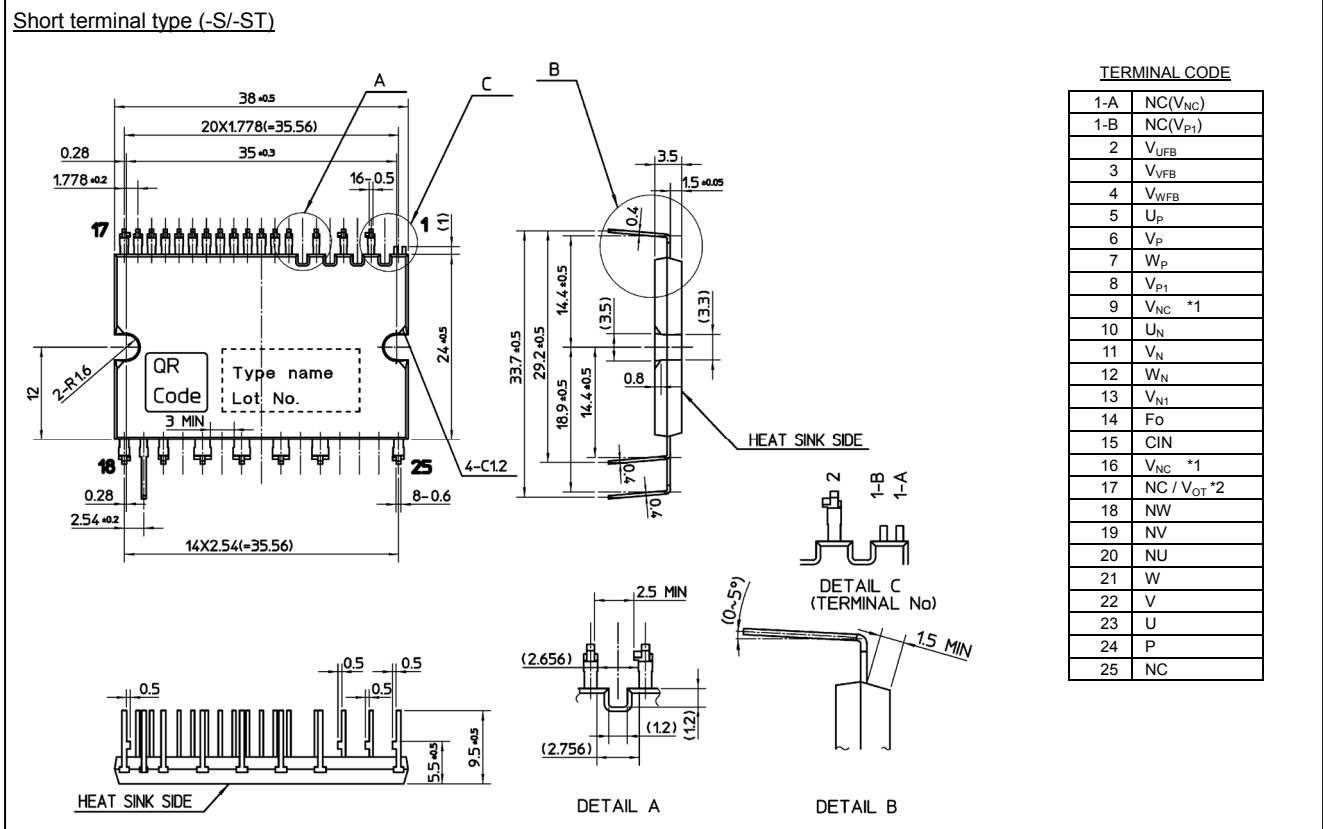 Short terminal type (-S/-ST)
A
C
B
38 ±0.5
20X1.778(=35.56)
35 ±0.3
0.28
1.778 ±0.2
16-0.5
17
1
(1)
QR
Code
Type name
Lot No.
3 MIN
2-R1.6
12
24 ±0.5
18
25
4-C1.2
0.28
8-0.6
2.54 ±0.2
14X2.54(=35.56)
3.5
1.5 ±0.05
0.4
33.7 ±0.5
29.2 ±0.5
14.4 ±0.5
18.9 ±0.5
14.4 ±0.5
(3.5)
(3.3)
0.8
HEAT SINK SIDE
0.4
0.4
2
1-B
1-A
DETAIL C
(TERMINAL No)
0.5
0.5
0.5
0.5
5.5 ±0.5
9.5 ±0.5
HEAT SINK SIDE
2.5 MIN
(2.656)
(1.2)
(1.2)
(2.756)
DETAIL A
(0~5°)
1.5 MIN
DETAIL B
TERMINAL CODE
1-A NC(VNC)
1-B NC(VP1)
2 VUFB
3 VVFB
4 VWFB
5 UP
6 VP
7 WP
8 VP1
9 VNC *1
10 UN
11 VN
12 WN
13 VN1
14 Fo
15 CIN
16 VNC *1
17 NC / VOT *2
18 NW
19 NV
20 NU
21 W
22 V
23 U
24 P
25 NC